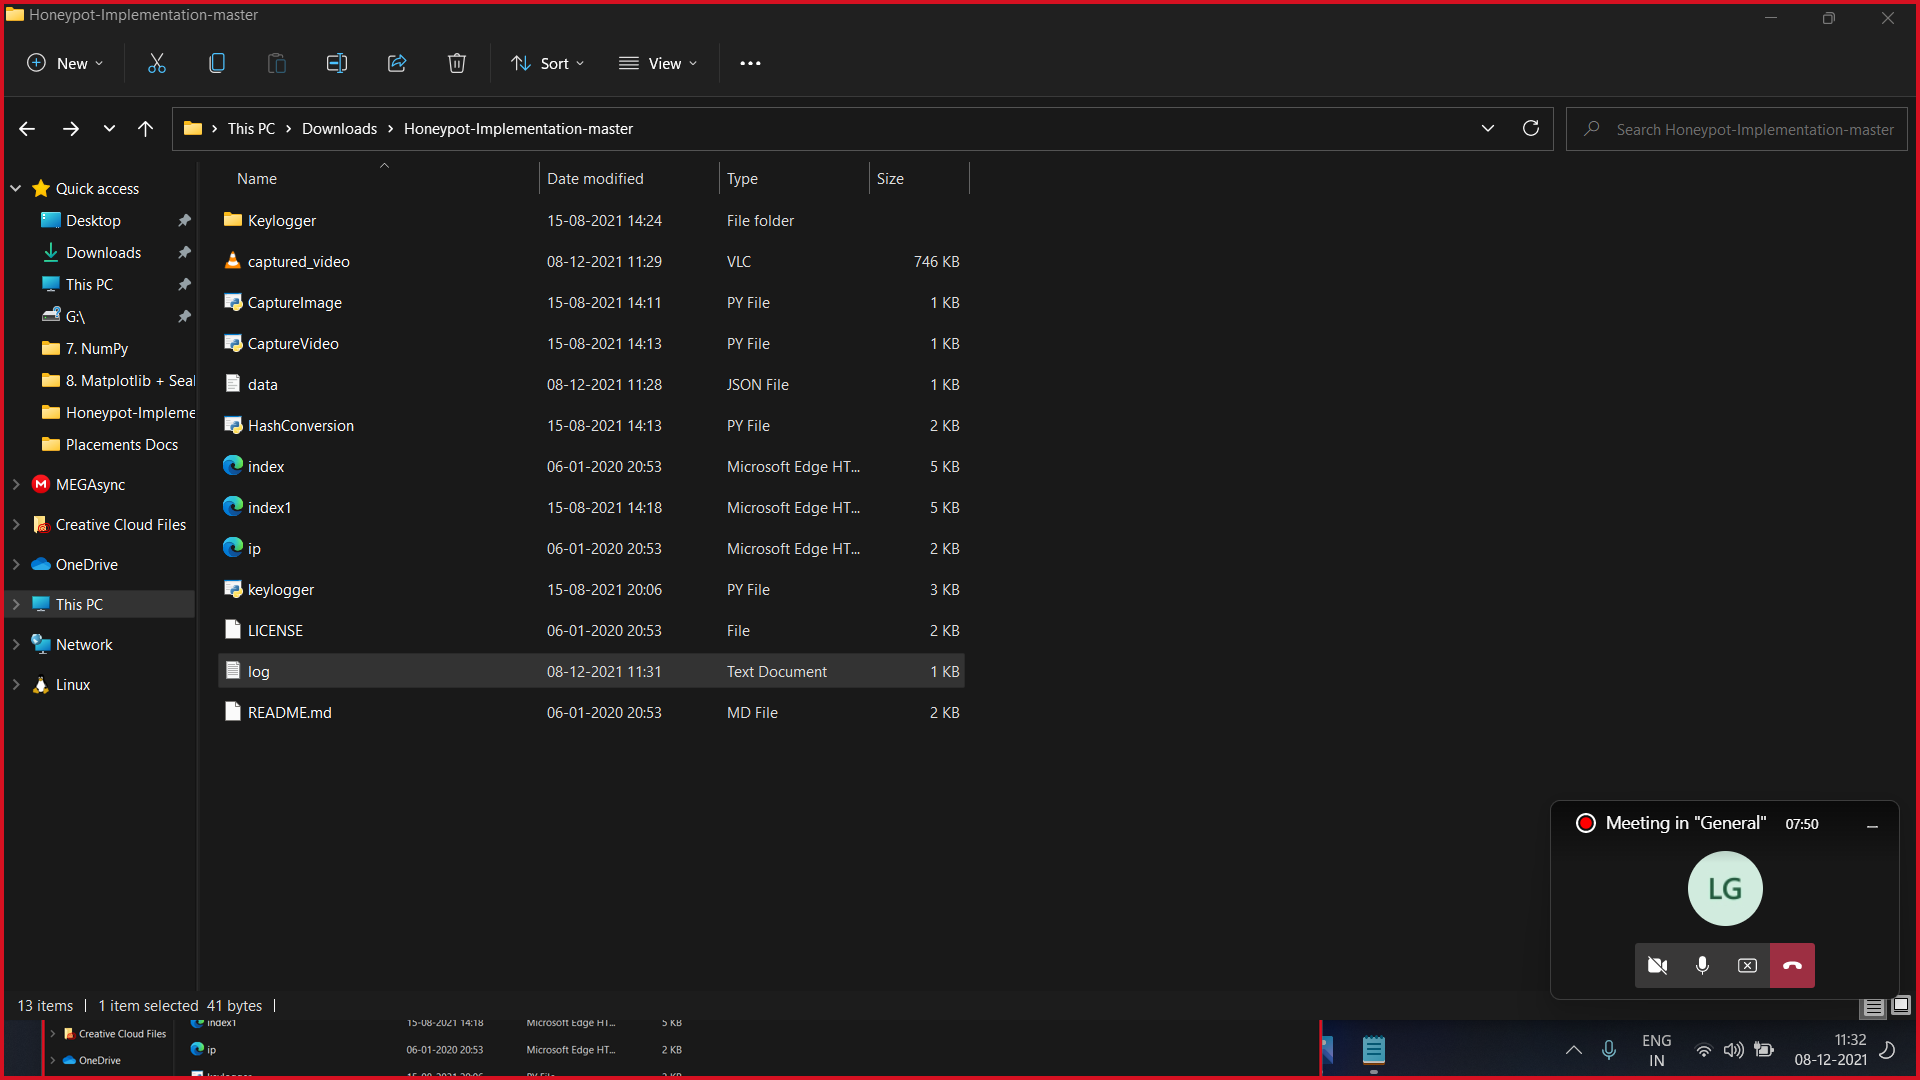 Honeypot-Implementation-master
New Sort View
This PC Downloads Honeypot-Implementation-master
Search Honeypot-Implementation-master
Name Date modified Type Size
Quick access
Desktop
Downloads
This PC
G:\
7. NumPy
8. Matplotlib + Seal
Honeypot-Impleme
Placements Docs
MEGAsync
Creative Cloud Files
OneDrive
This PC
Network
Linux
Keylogger 15-08-2021 14:24 File folder
captured_video 08-12-2021 11:29 VLC 746 KB
CaptureImage 15-08-2021 14:11 PY File 1 KB
CaptureVideo 15-08-2021 14:13 PY File 1 KB
data 08-12-2021 11:28 JSON File 1 KB
HashConversion 15-08-2021 14:13 PY File 2 KB
index 06-01-2020 20:53 Microsoft Edge HT... 5 KB
index1 15-08-2021 14:18 Microsoft Edge HT... 5 KB
ip 06-01-2020 20:53 Microsoft Edge HT... 2 KB
keylogger 15-08-2021 20:06 PY File 3 KB
LICENSE 06-01-2020 20:53 File 2 KB
log 08-12-2021 11:31 Text Document 1 KB
README.md 06-01-2020 20:53 MD File 2 KB
Meeting in "General" 07:50
LG
13 items 1 item selected 41 bytes
index1 15-08-2021 14:18 Microsoft Edge HT... 5 KB
Creative Cloud Files
ip 06-01-2020 20:53 Microsoft Edge HT... 2 KB
OneDrive
ENG
IN
11:32
08-12-2021